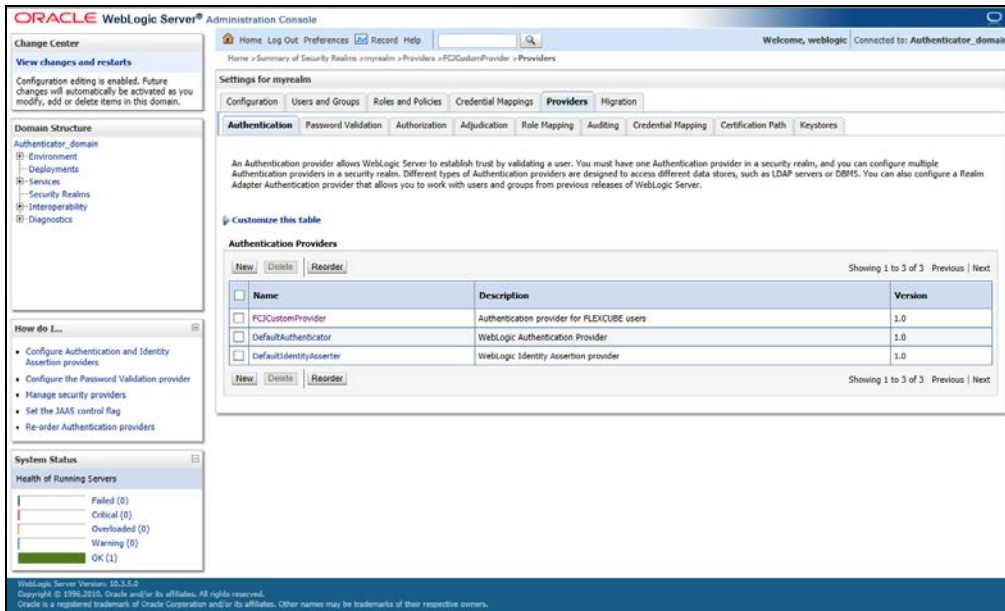 ORACLE WebLogic Server® Administration Console
Change Center
View changes and restarts
Configuration editing is enabled. Future
changes will automatically be activated as you
modify, add or delete items in this domain.
Domain Structure
Authenticator_domain
Environment
Deployments
Services
Security Realms
Interoperability
Diagnostics
How do I...
Configure Authentication and Identity
Assertion providers
Configure the Password Validation provider
Manage security providers
Set the JAAS control flag
Re-order Authentication providers
System Status
Health of Running Servers
Failed (0)
Critical (0)
Overloaded (0)
Warning (0)
OK (1)
Home Log Out Preferences Record Help
Welcome, weblogic Connected to: Authenticator_domain
Home >Summary of Security Realms >myrealm >Providers >FCJCustomProvider >Providers
Settings for myrealm
Configuration Users and Groups Roles and Policies Credential Mappings Providers Migration
Authentication Password Validation Authorization Adjudication Role Mapping Auditing Credential Mapping Certification Path Keystores
An Authentication provider allows WebLogic Server to establish trust by validating a user. You must have one Authentication provider in a security realm, and you can configure multiple
Authentication providers in a security realm. Different types of Authentication providers are designed to access different data stores, such as LDAP servers or DBMS. You can also configure a Realm
Adapter Authentication provider that allows you to work with users and groups from previous releases of WebLogic Server.
Customize this table
Authentication Providers
New Delete Reorder Showing 1 to 3 of 3 Previous | Next
Name Description Version
FCJCustomProvider Authentication provider for FLEXCUBE users 1.0
DefaultAuthenticator WebLogic Authentication Provider 1.0
DefaultIdentityAsserter WebLogic Identity Assertion provider 1.0
New Delete Reorder Showing 1 to 3 of 3 Previous | Next
WebLogic Server Version: 10.3.5.0
Copyright © 1996,2010, Oracle and/or its affiliates. All rights reserved.
Oracle is a registered trademark of Oracle Corporation and/or its affiliates. Other names may be trademarks of their respective owners.